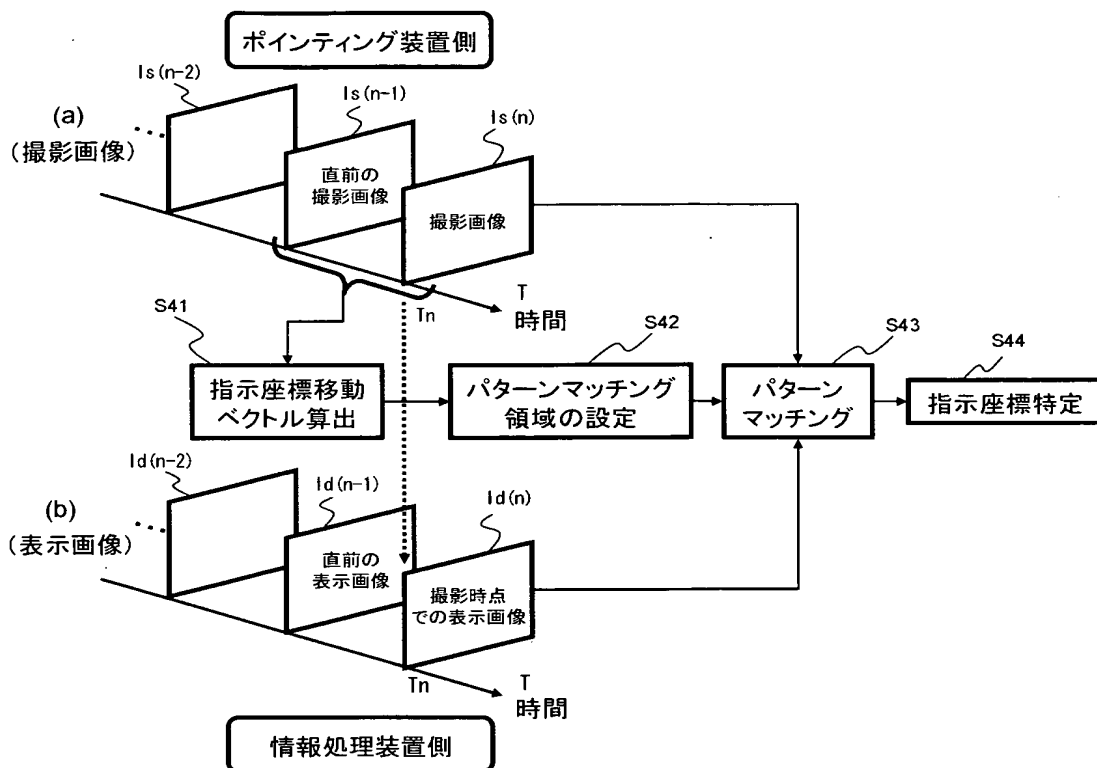 ポインティング装置側
Is(n-2)
Is(n-1)
Is(n)
(a)
(撮影画像)
直前の
撮影画像
撮影画像
Tn
T
時間
S41
S42
S43
S44
指示座標移動
ベクトル算出
パターンマッチング
領域の設定
パターン
マッチング
指示座標特定
Id(n-2)
Id(n-1)
Id(n)
(b)
(表示画像)
直前の
表示画像
撮影時点
での表示画像
Tn
T
時間
情報処理装置側